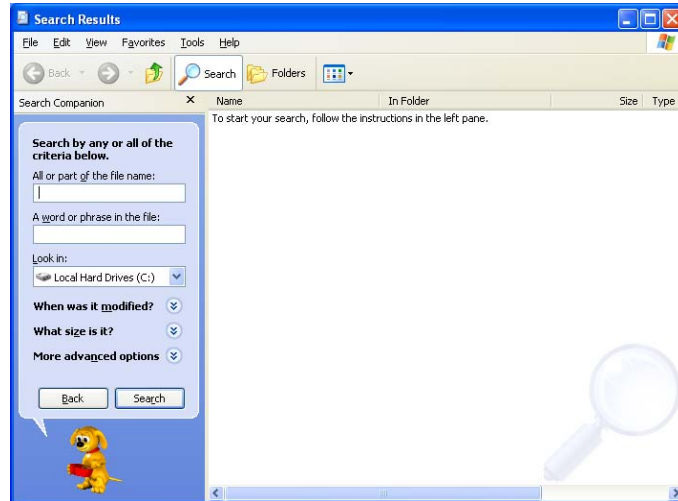 Search Results
File Edit View Favorites Tools Help
Back Search Folders
Search Companion
Name In Folder Size Type
To start your search, follow the instructions in the left pane.
Search by any or all of the
criteria below.
All or part of the file name:
A word or phrase in the file:
Look in:
Local Hard Drives (C:)
When was it modified?
What size is it?
More advanced options
Back Search